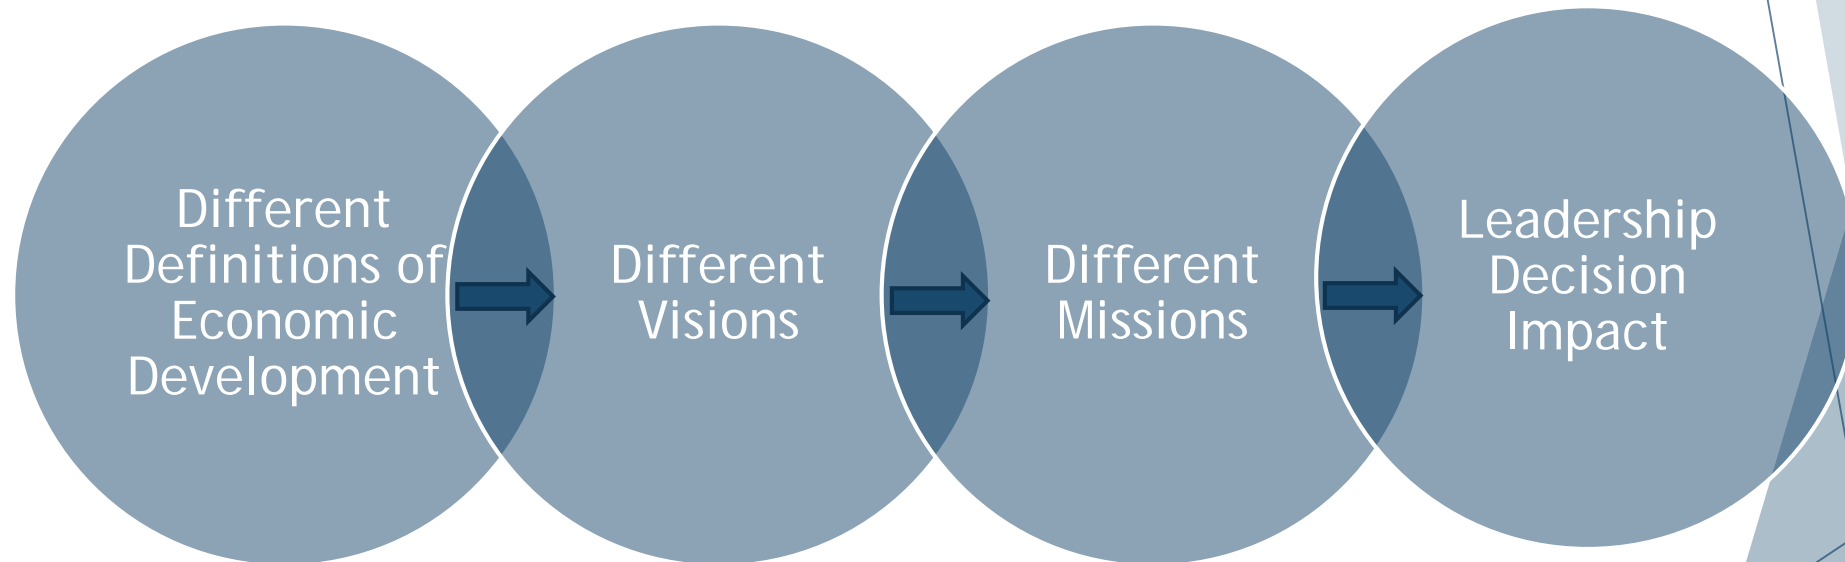 Different
Definitions of
Economic
Development
Different
Visions
Different
Missions
Leadership
Decision
Impact